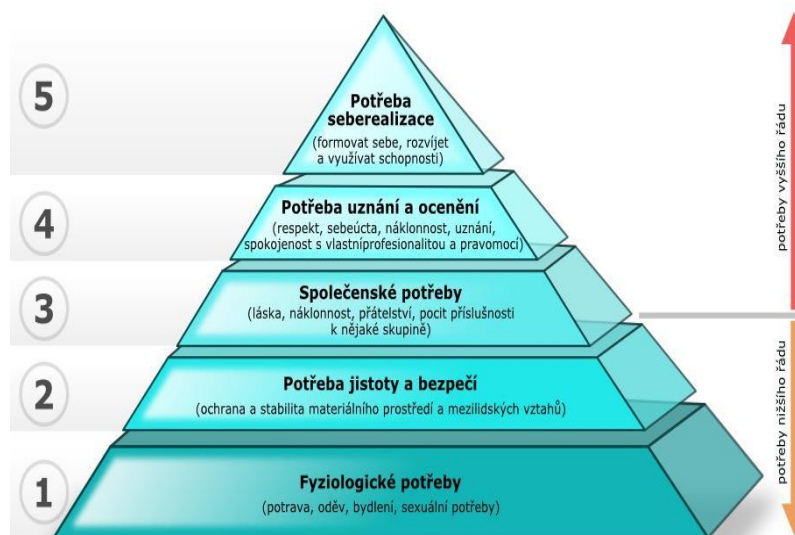 5
Potřeba
seberealizace
(formovat sebe, rozvíjet
a využívat schopnosti)
4
Potřeba uznání a ocenění
(respekt, sebeúcta, náklonnost, uznání,
spokojenost s vlastníprofesionalitou a pravomocí)
3
Společenské potřeby
(láska, náklonnost, přátelství, pocit příslušnosti
k nějaké skupině)
2
Potřeba jistoty a bezpečí
(ochrana a stabilita materiálního prostředí a mezilidských vztahů)
1
Fyziologické potřeby
(potrava, oděv, bydlení, sexuální potřeby)
potřeby vyššího řádu
potřeby nižšího řádu